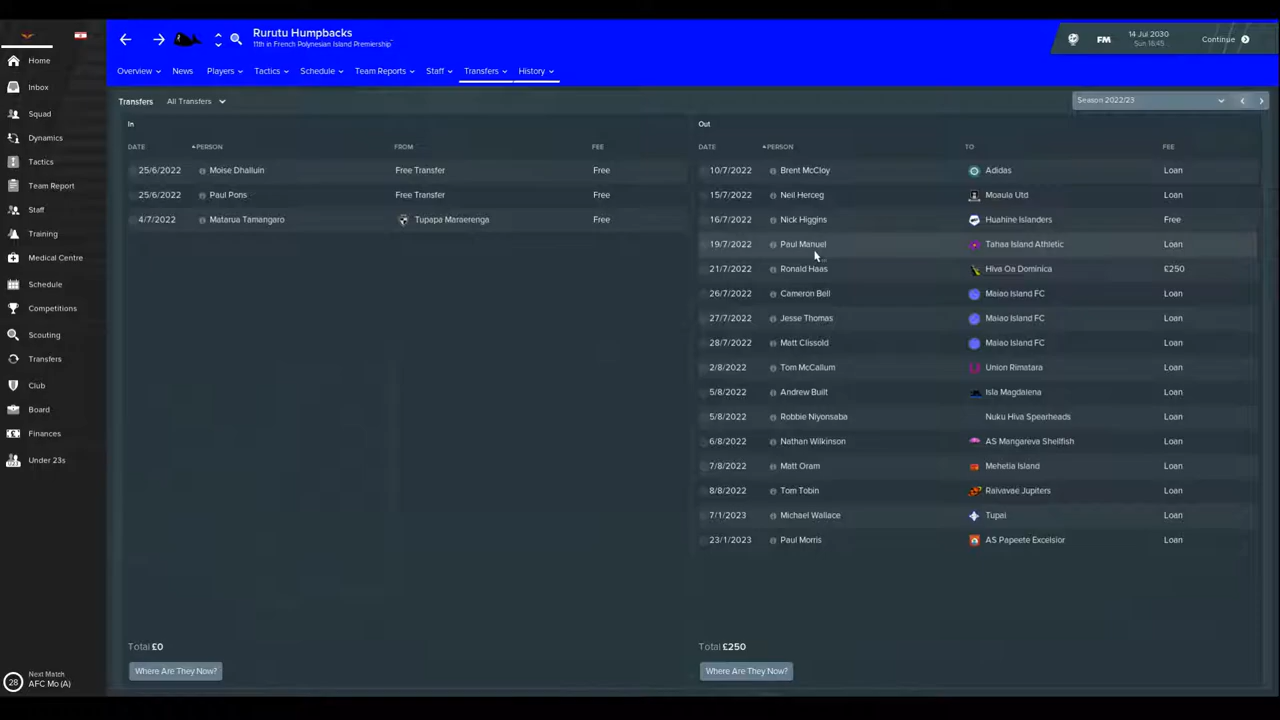 Rurutu Humpbacks
11th in French Polynesian Island Premiership
14 Jul 2030
Sun 16:45
FM
Continue
Overview News Players Tactics Schedule Team Reports Staff Transfers History
Home
Inbox
Squad
Dynamics
Tactics
Team Report
Staff
Training
Medical Centre
Schedule
Competitions
Scouting
Transfers
Club
Board
Finances
U23
Under 23s
28
Next Match
AFC Mo (A)
Transfers All Transfers
Season 2022/23
In
DATE PERSON FROM FEE
25/6/2022 Moise Dhalluin Free Transfer Free
25/6/2022 Paul Pons Free Transfer Free
4/7/2022 Matarua Tamangaro Tupapa Maraerenga Free
Total £0
Where Are They Now?
Out
DATE PERSON TO FEE
10/7/2022 Brent McCloy Adidas Loan
15/7/2022 Neil Herceg Moaula Utd Loan
16/7/2022 Nick Higgins Huahine Islanders Free
19/7/2022 Paul Manuel Tahaa Island Athletic Loan
21/7/2022 Ronald Haas Hiva Oa Dominica £250
26/7/2022 Cameron Bell Maiao Island FC Loan
27/7/2022 Jesse Thomas Maiao Island FC Loan
28/7/2022 Matt Clissold Maiao Island FC Loan
2/8/2022 Tom McCallum Union Rimatara Loan
5/8/2022 Andrew Built Isla Magdalena Loan
5/8/2022 Robbie Niyonsaba Nuku Hiva Spearheads Loan
6/8/2022 Nathan Wilkinson AS Mangareva Shellfish Loan
7/8/2022 Matt Oram Mehetia Island Loan
8/8/2022 Tom Tobin Raivavae Jupiters Loan
7/1/2023 Michael Wallace Tupai Loan
23/1/2023 Paul Morris AS Papeete Excelsior Loan
Total £250
Where Are They Now?